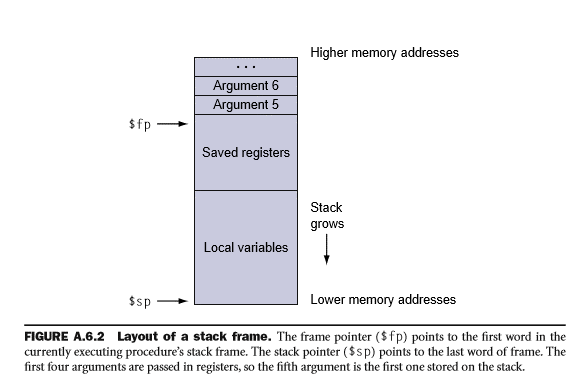 Higher memory addresses
. . .
Argument 6
Argument 5
$fp
Saved registers
Stack
grows
Local variables
$sp
Lower memory addresses
FIGURE A.6.2 Layout of a stack frame. The frame pointer ($fp) points to the first word in the
currently executing procedure's stack frame. The stack pointer ($sp) points to the last word of frame. The
first four arguments are passed in registers, so the fifth argument is the first one stored on the stack.